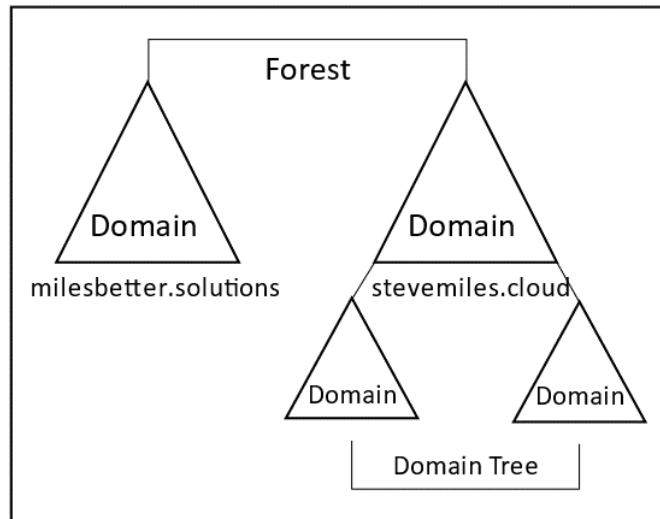 Forest
Domain
Domain
milesbetter.solutions
stevemiles.cloud
Domain
Domain
Domain Tree